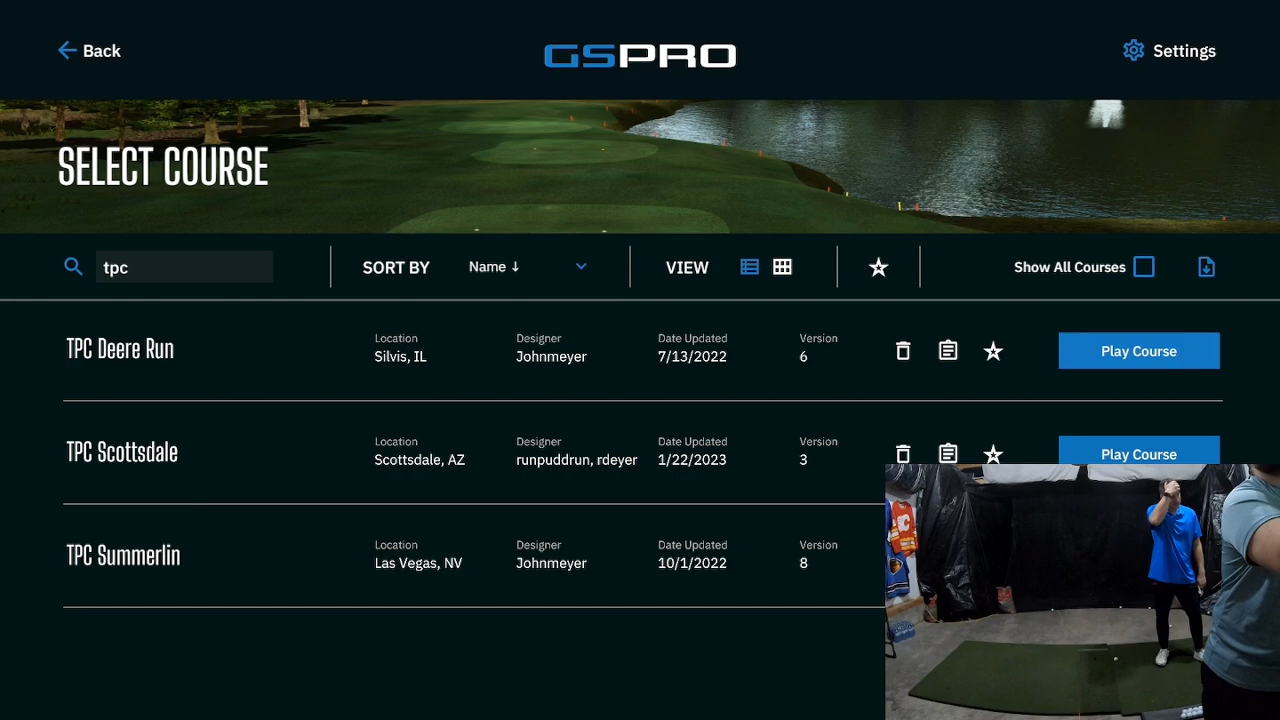 Back
GSPRO
Settings
SELECT COURSE
tpc
SORT BY
Name ↓
VIEW
Show All Courses
TPC Deere Run
Location
Silvis, IL
Designer
Johnmeyer
Date Updated
7/13/2022
Version
6
Play Course
TPC Scottsdale
Location
Scottsdale, AZ
Designer
runpuddrun, rdeyer
Date Updated
1/22/2023
Version
3
Play Course
TPC Summerlin
Location
Las Vegas, NV
Designer
Johnmeyer
Date Updated
10/1/2022
Version
8